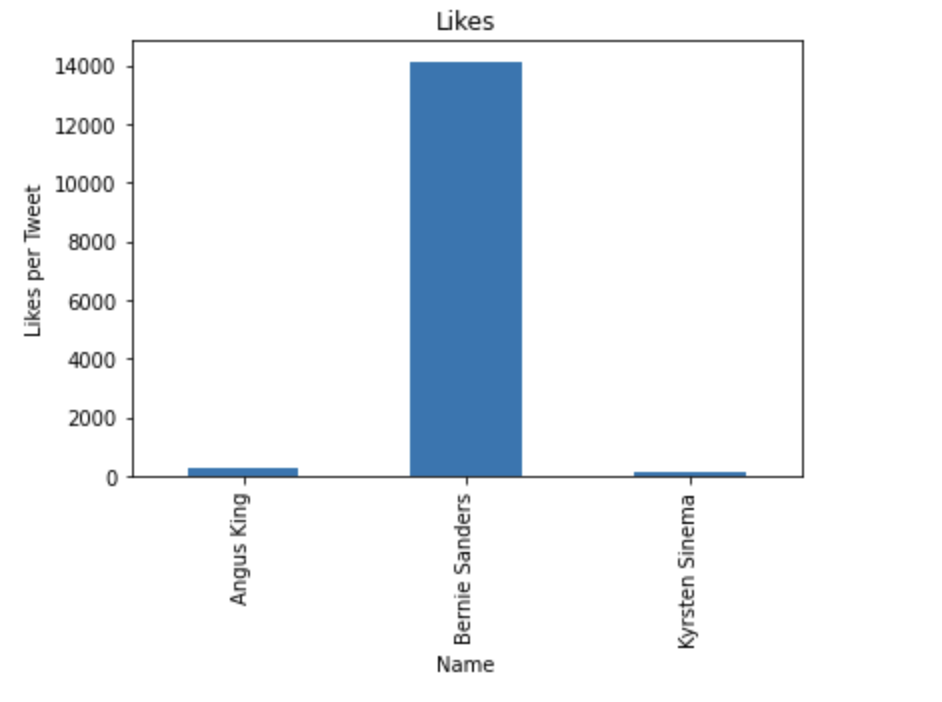 Likes
14000
12000
10000
8000
6000
4000
2000
0
Likes per Tweet
Angus King
Bernie Sanders
Kyrsten Sinema
Name